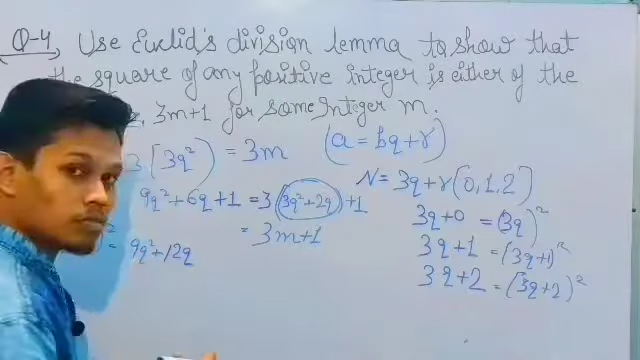 Q-4 Use Euclid's division lemma to show that
the square of any positive integer is either of the
3m+1 for some Integer m.
3(3q²) = 3m (a = bq+r)
9q²+6q+1 = 3(3q²+2q)+1 N = 3q+r(0,1,2)
= 3m+1 3q+0 = (3q)²
= 9q²+12q 3q+1 = (3q+1)²
3q+2 = (3q+2)²